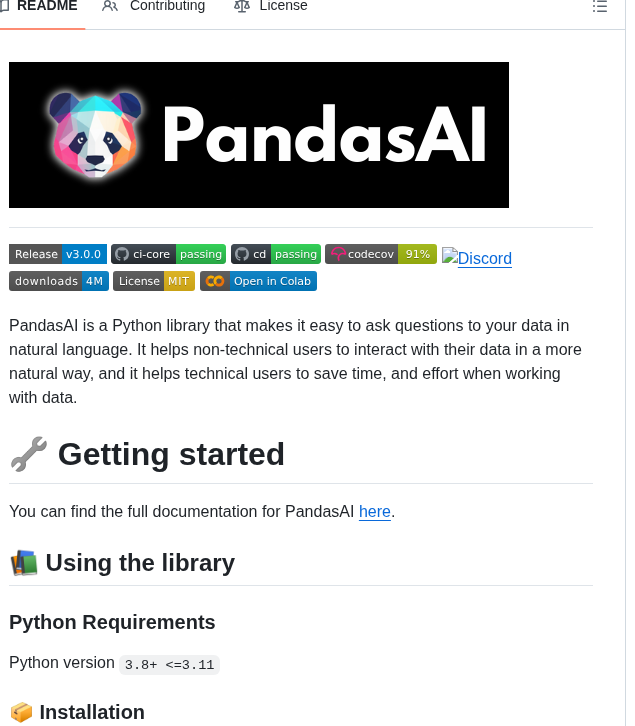 README Contributing License
PandasAI
Release v3.0.0 ci-core passing cd passing codecov 91% Discord
downloads 4M License MIT Open in Colab
PandasAI is a Python library that makes it easy to ask questions to your data in
natural language. It helps non-technical users to interact with their data in a more
natural way, and it helps technical users to save time, and effort when working
with data.
Getting started
You can find the full documentation for PandasAI here.
Using the library
Python Requirements
Python version 3.8+ <=3.11
Installation